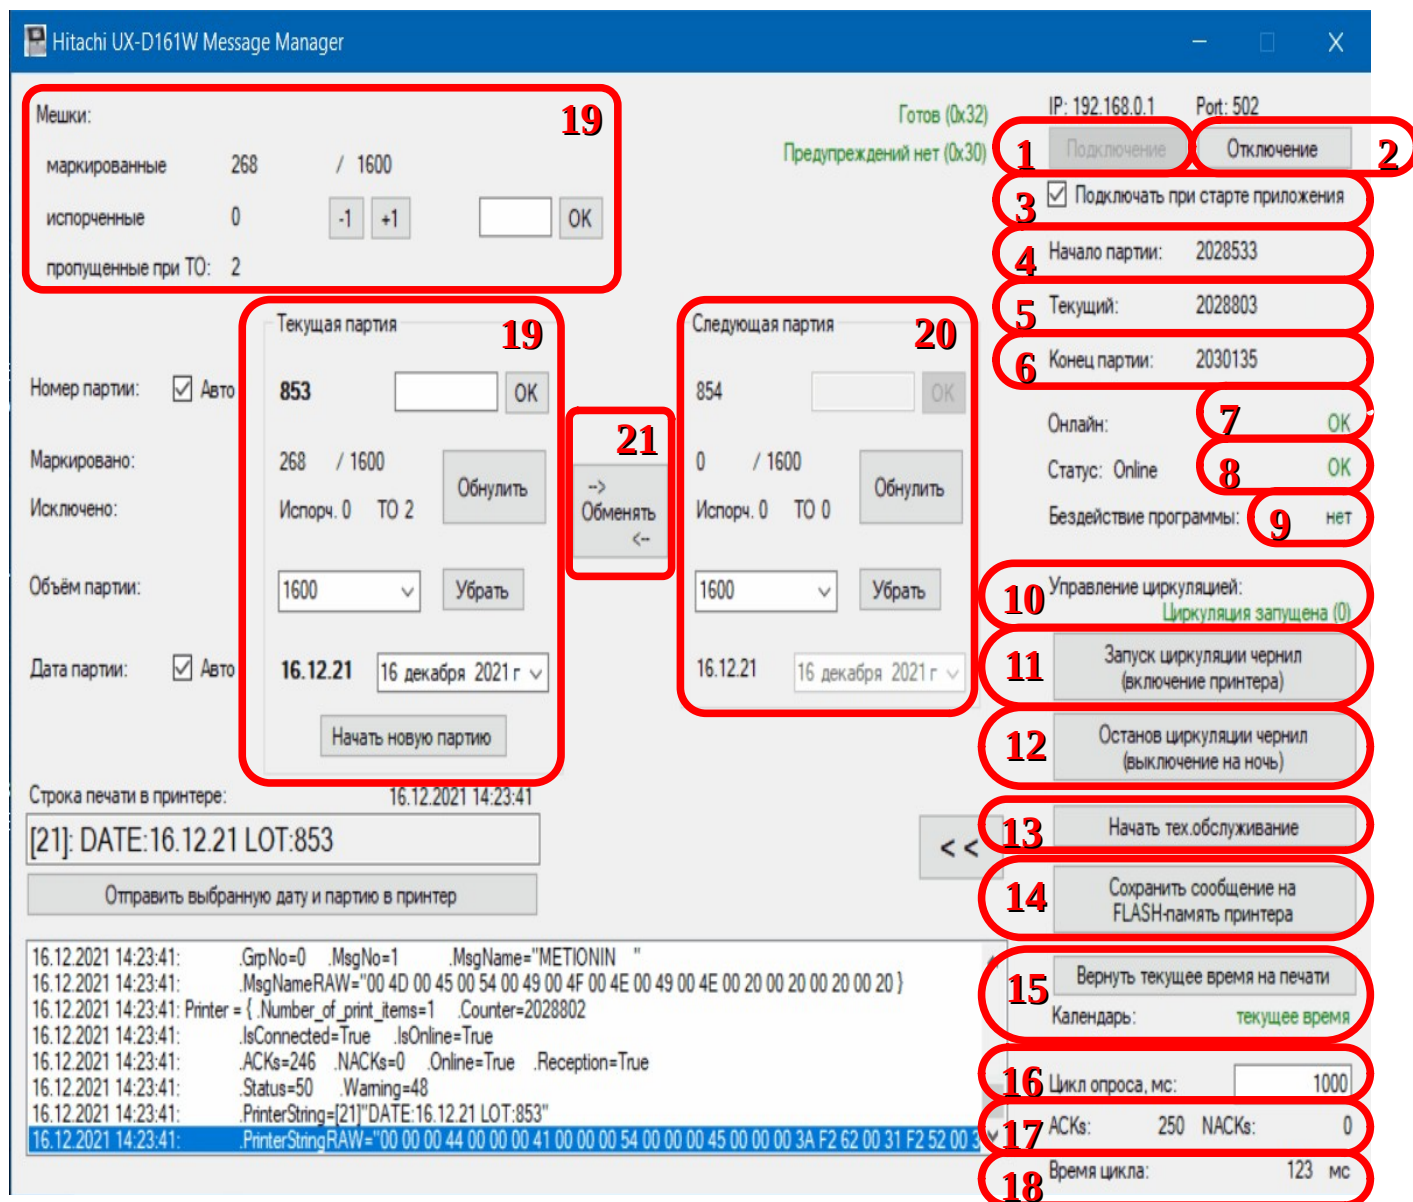 Hitachi UX-D161W Message Manager
Мешки:
19
маркированные 268 / 1600
испорченные 0 -1 +1 OK
пропущенные при ТО: 2
Готов (0x32)
Предупреждений нет (0x30)
IP: 192.168.0.1 Port: 502
1 Подключение Отключение 2
3 Подключать при старте приложения
4 Начало партии: 2028533
5 Текущий: 2028803
6 Конец партии: 2030135
7 Онлайн: OK
8 Статус: Online OK
9 Бездействие программы: нет
10 Управление циркуляцией:
Циркуляция запущена (0)
11 Запуск циркуляции чернил
(включение принтера)
12 Останов циркуляции чернил
(выключение на ночь)
13 Начать тех.обслуживание
14 Сохранить сообщение на
FLASH-память принтера
15 Вернуть текущее время на печати
Календарь: текущее время
16 Цикл опроса, мс: 1000
17 ACKs: 250 NACKs: 0
18 Время цикла: 123 мс
Текущая партия 19
Следующая партия 20
Номер партии: Авто 853 OK 854 OK
21
Маркировано: 268 / 1600 Обнулить 0 / 1600 Обнулить
-->
Обменять
<--
Исключено: Испорч. 0 ТО 2 Испорч. 0 ТО 0
Объём партии: 1600 Убрать 1600 Убрать
Дата партии: Авто 16.12.21 16 декабря 2021 г 16.12.21 16 декабря 2021 г
Начать новую партию
Строка печати в принтере: 16.12.2021 14:23:41
[21]: DATE:16.12.21 LOT:853
<<
Отправить выбранную дату и партию в принтер
16.12.2021 14:23:41: .GrpNo=0 .MsgNo=1 .MsgName="METIONIN "
16.12.2021 14:23:41: .MsgNameRAW="00 4D 00 45 00 54 00 49 00 4F 00 4E 00 49 00 4E 00 20 00 20 00 20 00 20 }
16.12.2021 14:23:41: Printer = { .Number_of_print_items=1 .Counter=2028802
16.12.2021 14:23:41: .IsConnected=True .IsOnline=True
16.12.2021 14:23:41: .ACKs=246 .NACKs=0 .Online=True .Reception=True
16.12.2021 14:23:41: .Status=50 .Warning=48
16.12.2021 14:23:41: .PrinterString=[21]"DATE:16.12.21 LOT:853"
16.12.2021 14:23:41: .PrinterStringRAW="00 00 00 44 00 00 00 41 00 00 00 54 00 00 00 45 00 00 00 3A F2 62 00 31 F2 52 00 3